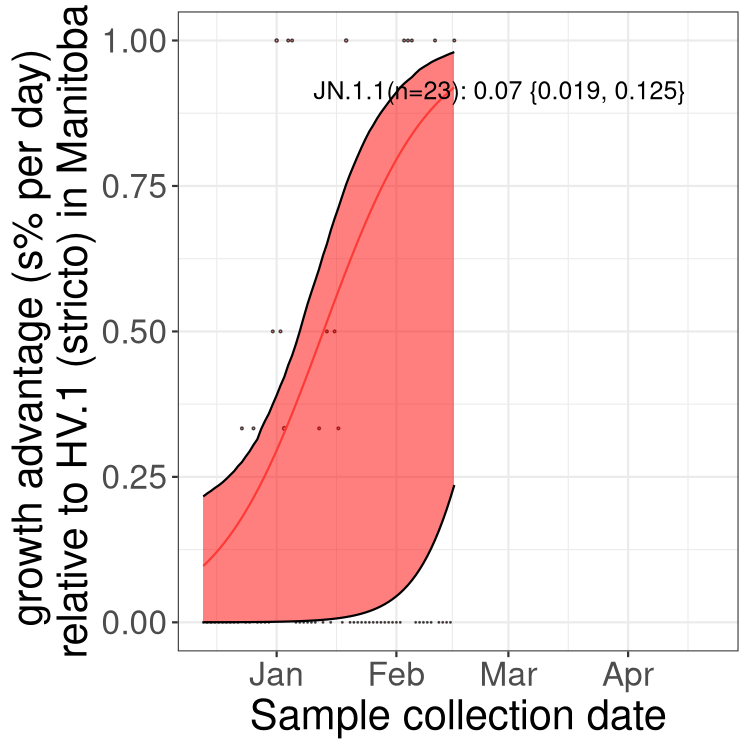 growth advantage (s% per day)
relative to HV.1 (stricto) in Manitoba
1.00
0.75
0.50
0.25
0.00
JN.1.1(n=23): 0.07 {0.019, 0.125}
Jan Feb Mar Apr
Sample collection date